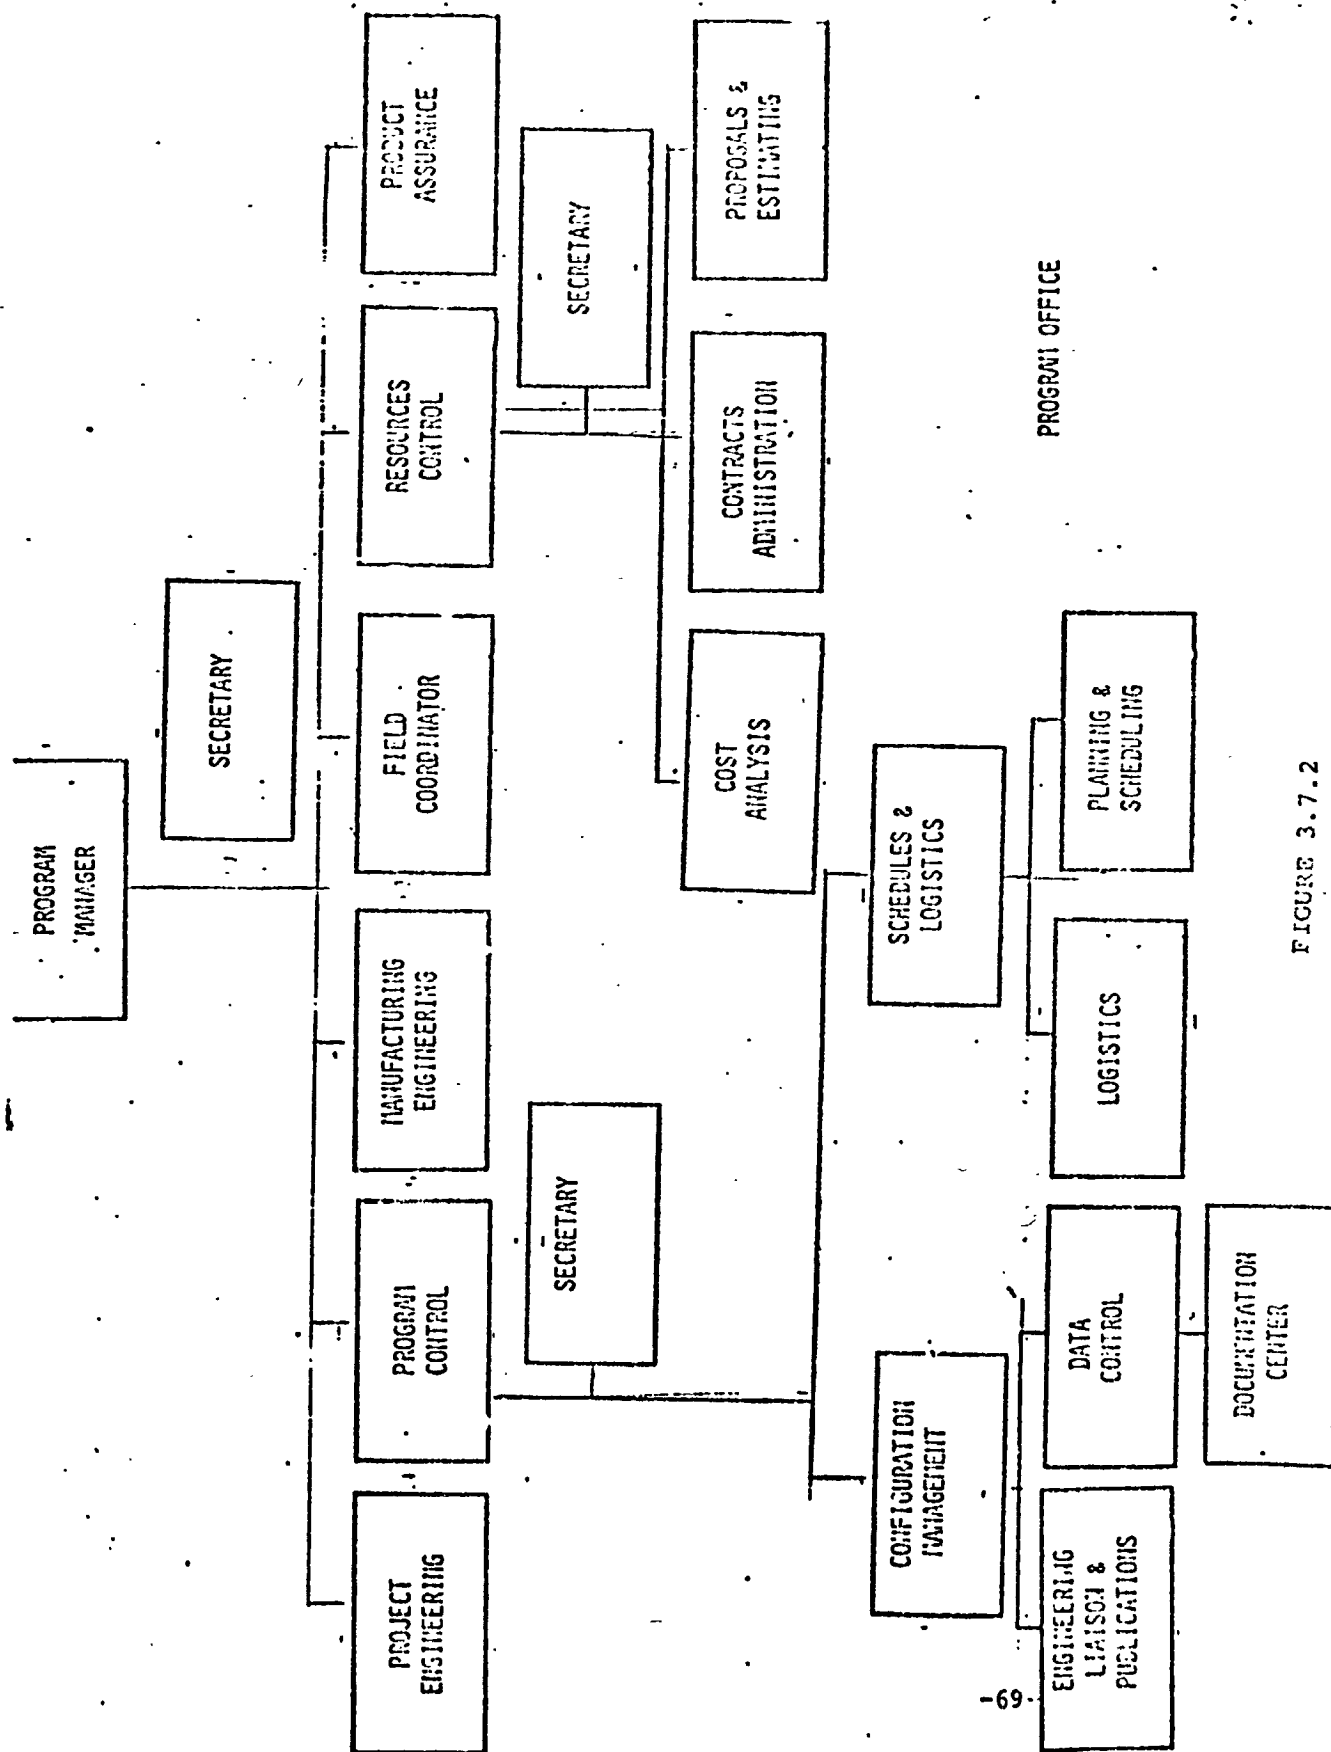 PROGRAM
MANAGER
SECRETARY
PROJECT
ENGINEERING
PROGRAM
CONTROL
MANUFACTURING
ENGINEERING
FIELD
COORDINATOR
RESOURCES
CONTROL
PRODUCT
ASSURANCE
SECRETARY
SECRETARY
COST
ANALYSIS
CONTRACTS
ADMINISTRATION
PROPOSALS &
ESTIMATING
CONFIGURATION
MANAGEMENT
SCHEDULES &
LOGISTICS
ENGINEERING
LIAISON &
PUBLICATIONS
DATA
CONTROL
LOGISTICS
PLANNING &
SCHEDULING
DOCUMENTATION
CENTER
PROGRAM OFFICE
FIGURE 3.7.2
-69-